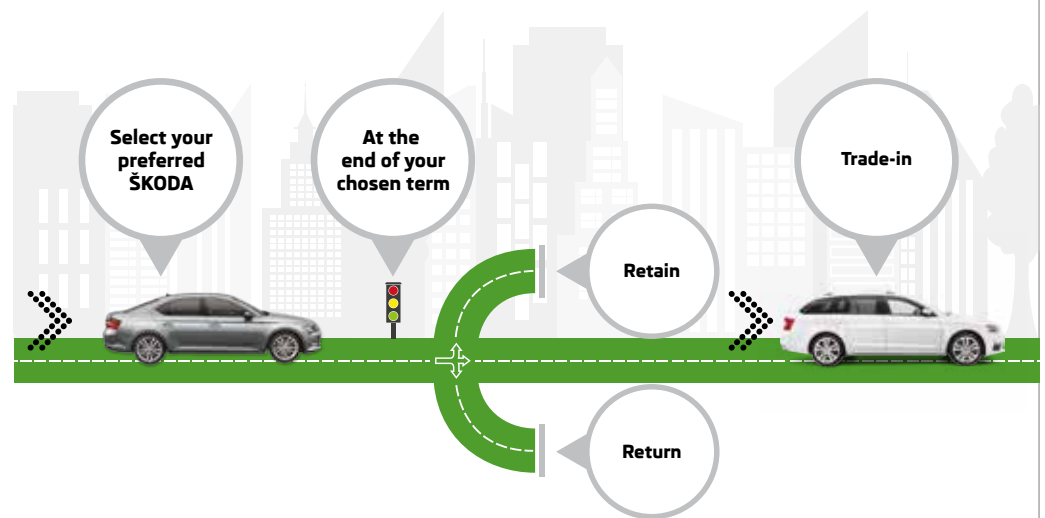 Select your
preferred
ŠKODA
At the
end of your
chosen term
Trade-in
Retain
Return